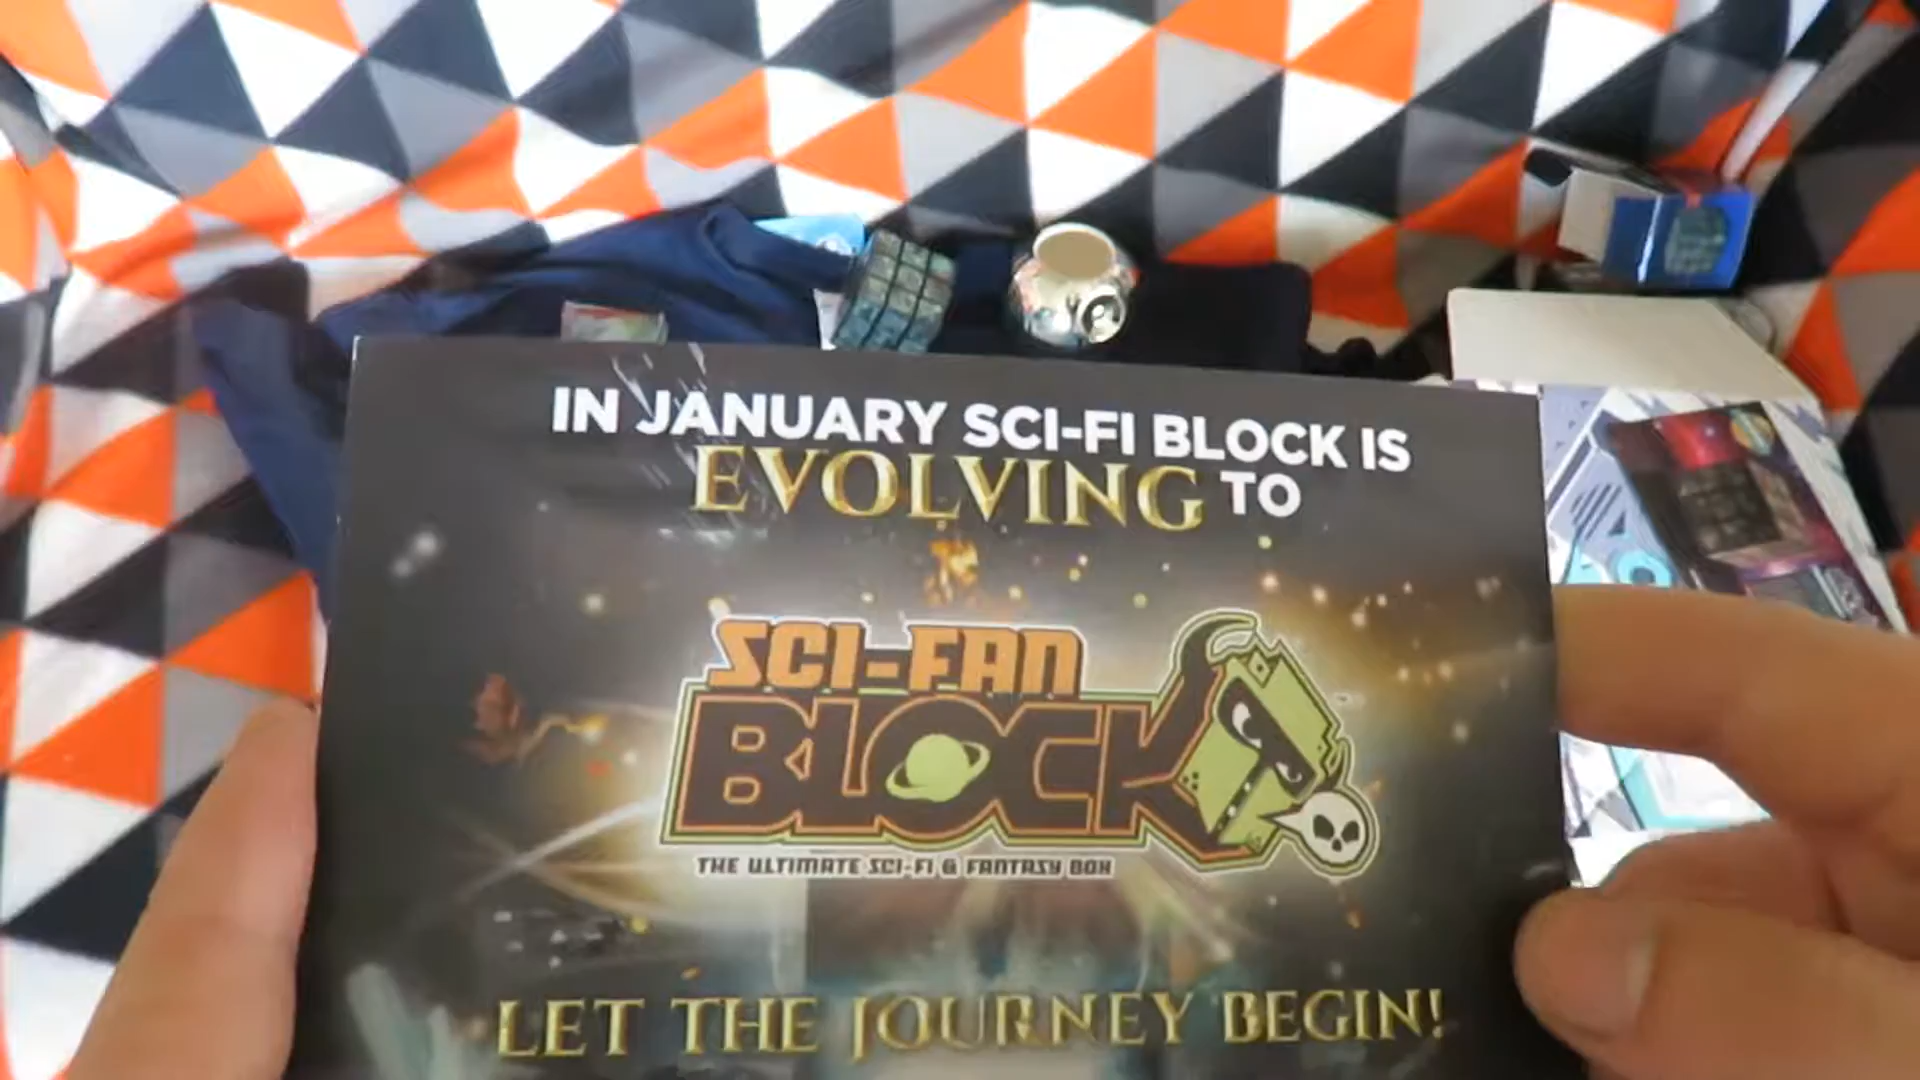 IN JANUARY SCI-FI BLOCK IS
EVOLVING TO
SCI-FAN
BLOCK
THE ULTIMATE SCI-FI & FANTASY BOX
LET THE JOURNEY BEGIN!